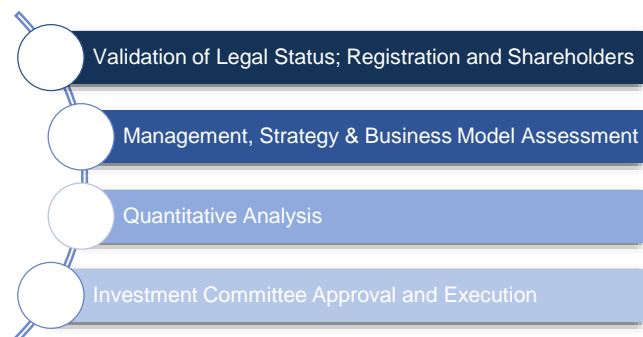 Validation of Legal Status; Registration and Shareholders
Management, Strategy & Business Model Assessment
Quantitative Analysis
Investment Committee Approval and Execution